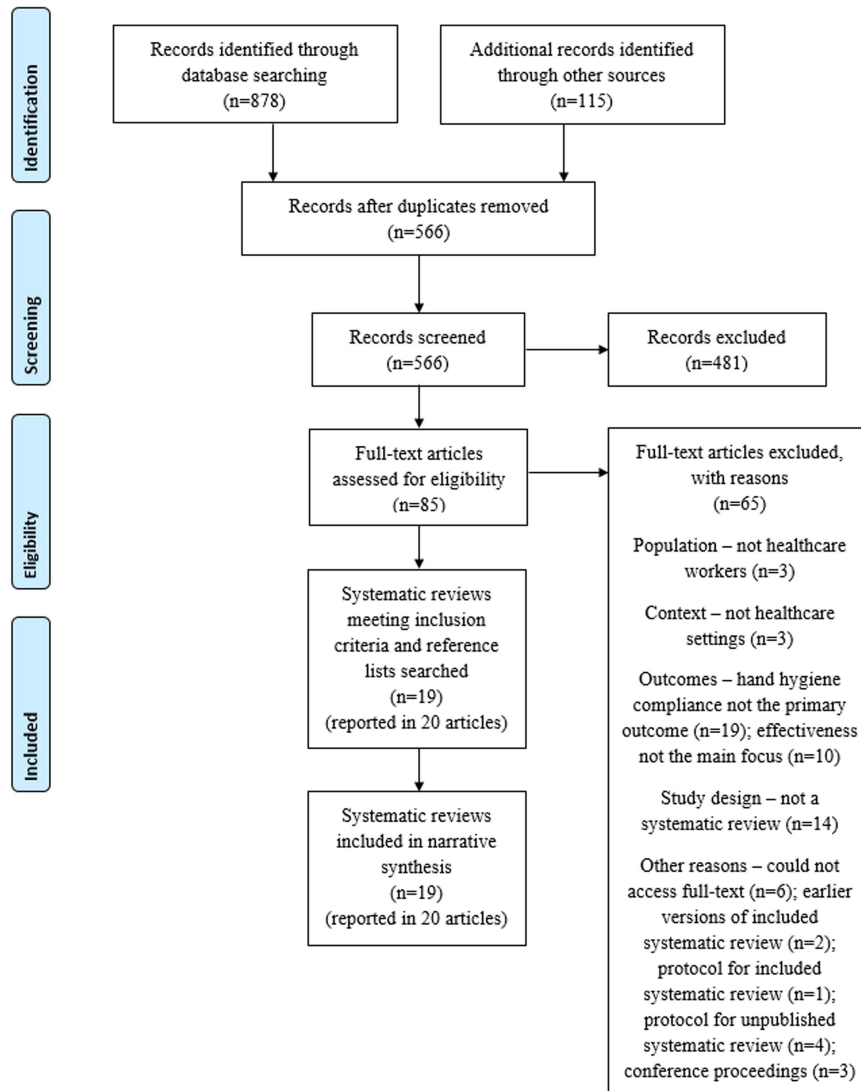 Identification
Records identified through
database searching
(n=878)
Additional records identified
through other sources
(n=115)
Records after duplicates removed
(n=566)
Screening
Records screened
(n=566)
Records excluded
(n=481)
Eligibility
Full-text articles
assessed for eligibility
(n=85)
Full-text articles excluded,
with reasons
(n=65)
Population – not healthcare
workers (n=3)
Context – not healthcare
settings (n=3)
Outcomes – hand hygiene
compliance not the primary
outcome (n=19); effectiveness
not the main focus (n=10)
Study design – not a
systematic review (n=14)
Other reasons – could not
access full-text (n=6); earlier
versions of included
systematic review (n=2);
protocol for included
systematic review (n=1);
protocol for unpublished
systematic review (n=4);
conference proceedings (n=3)
Systematic reviews
meeting inclusion
criteria and reference
lists searched
(n=19)
(reported in 20 articles)
Included
Systematic reviews
included in narrative
synthesis
(n=19)
(reported in 20 articles)